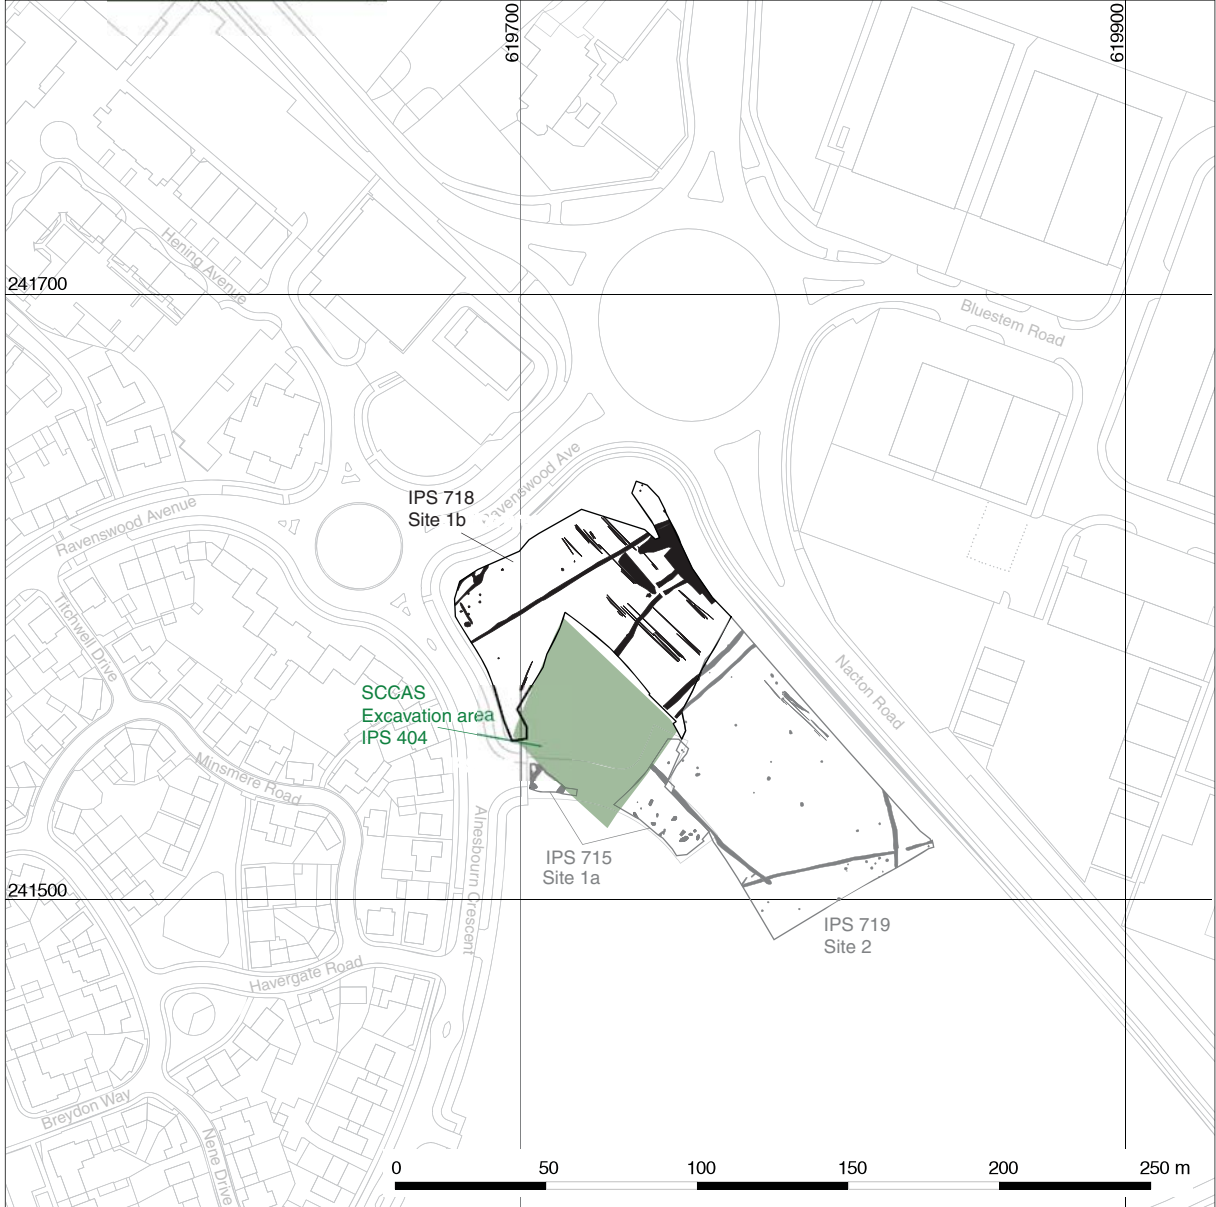 619700
619900
Hening Avenue
241700
Bluestem Road
Ravenswood Ave
IPS 718
Site 1b
Ravenswood Avenue
Titchwell Drive
Nacton Road
SCCAS
Excavation area
IPS 404
Minsmere Road
Alnesbourn Crescent
IPS 715
Site 1a
241500
IPS 719
Site 2
Havergate Road
Breydon Way
Nene Drive
0 50 100 150 200 250 m